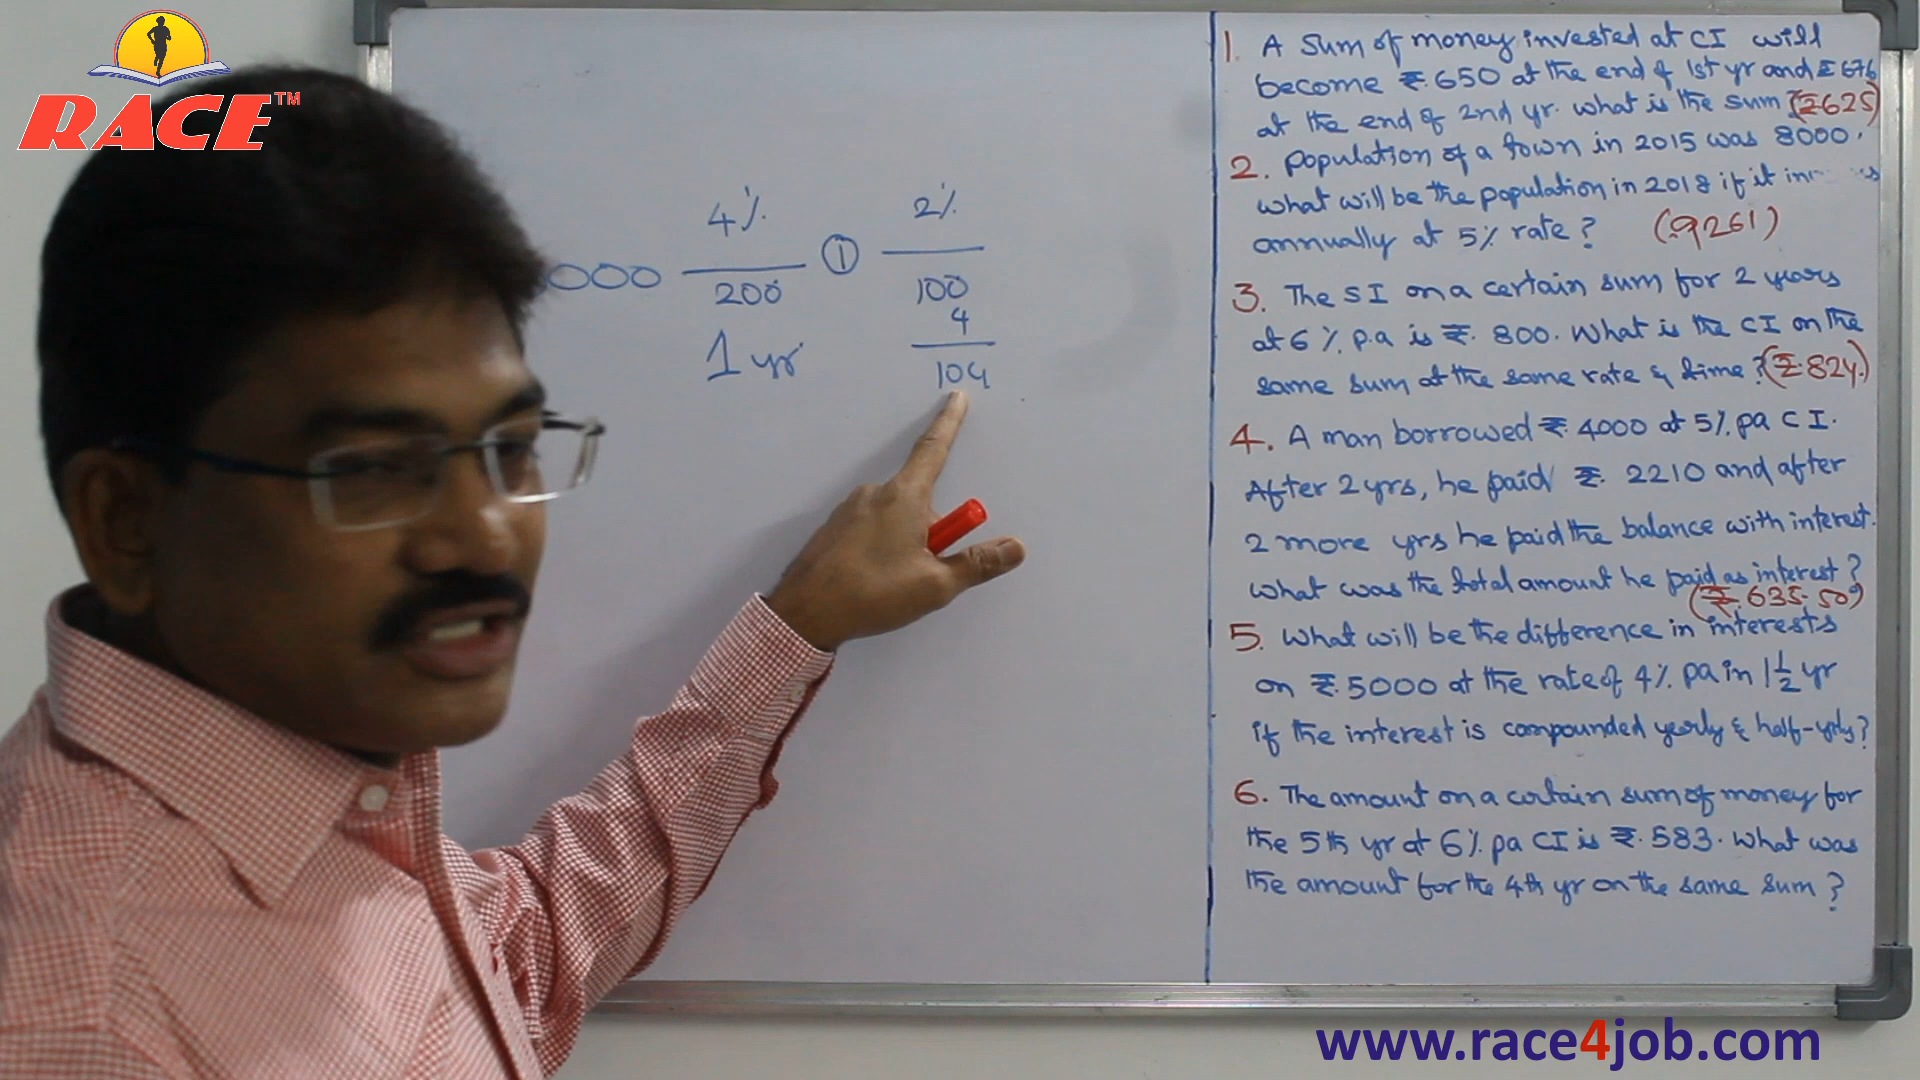 RACE™
000 4% ① 2%
200 100
1 yr 4
104
1. A sum of money invested at CI will
become ₹. 650 at the end of 1st yr and ₹ 676
at the end of 2nd yr. what is the sum? (₹625)
2. Population of a town in 2015 was 8000.
what will be the population in 2018 if it
annually at 5% rate? (9261)
3. The SI on a certain sum for 2 years
at 6% p.a is ₹. 800. What is the CI on the
same sum at the same rate & time? (₹.824.)
4. A man borrowed ₹. 4000 at 5% pa CI.
After 2yrs, he paid ₹. 2210 and after
2 more yrs he paid the balance with interest.
what was the total amount he paid as interest?
(₹.635.50)
5. What will be the difference in interests
on ₹.5000 at the rate of 4% pa in 1 1/2 yr
if the interest is compounded yearly & half-yrly?
6. The amount on a certain sum of money for
the 5th yr at 6% pa CI is ₹. 583. What was
the amount for the 4th yr on the same sum?
www.race4job.com